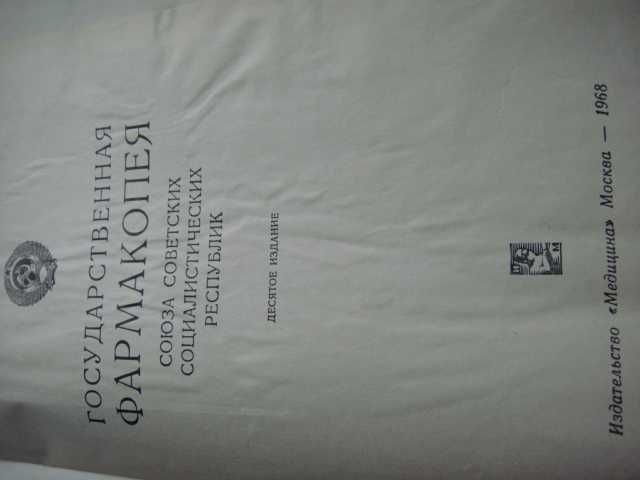 ГОСУДАРСТВЕННАЯ
ФАРМАКОПЕЯ
СОЮЗА СОВЕТСКИХ
СОЦИАЛИСТИЧЕСКИХ
РЕСПУБЛИК
ДЕСЯТОЕ ИЗДАНИЕ
Издательство «Медицина» Москва — 1968